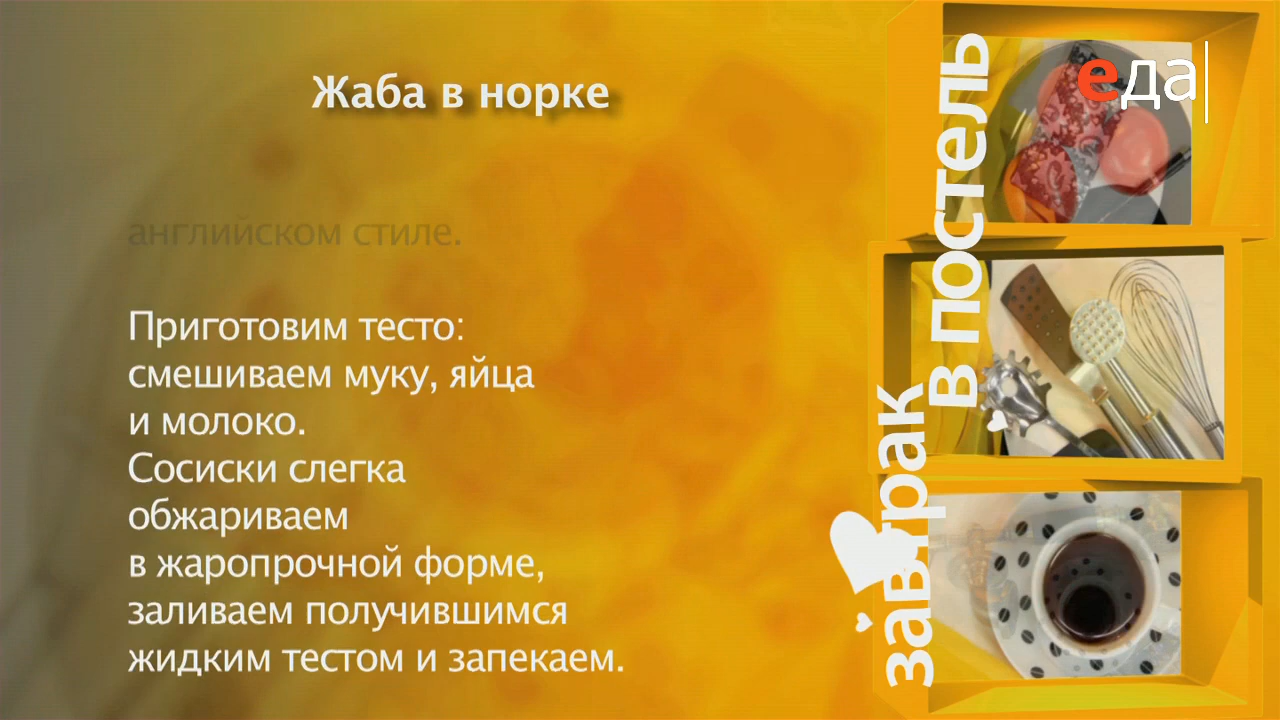 Жаба в норке
английском стиле.
Приготовим тесто:
смешиваем муку, яйца
и молоко.
Сосиски слегка
обжариваем
в жаропрочной форме,
заливаем получившимся
жидким тестом и запекаем.
завтрак
в постель
еда